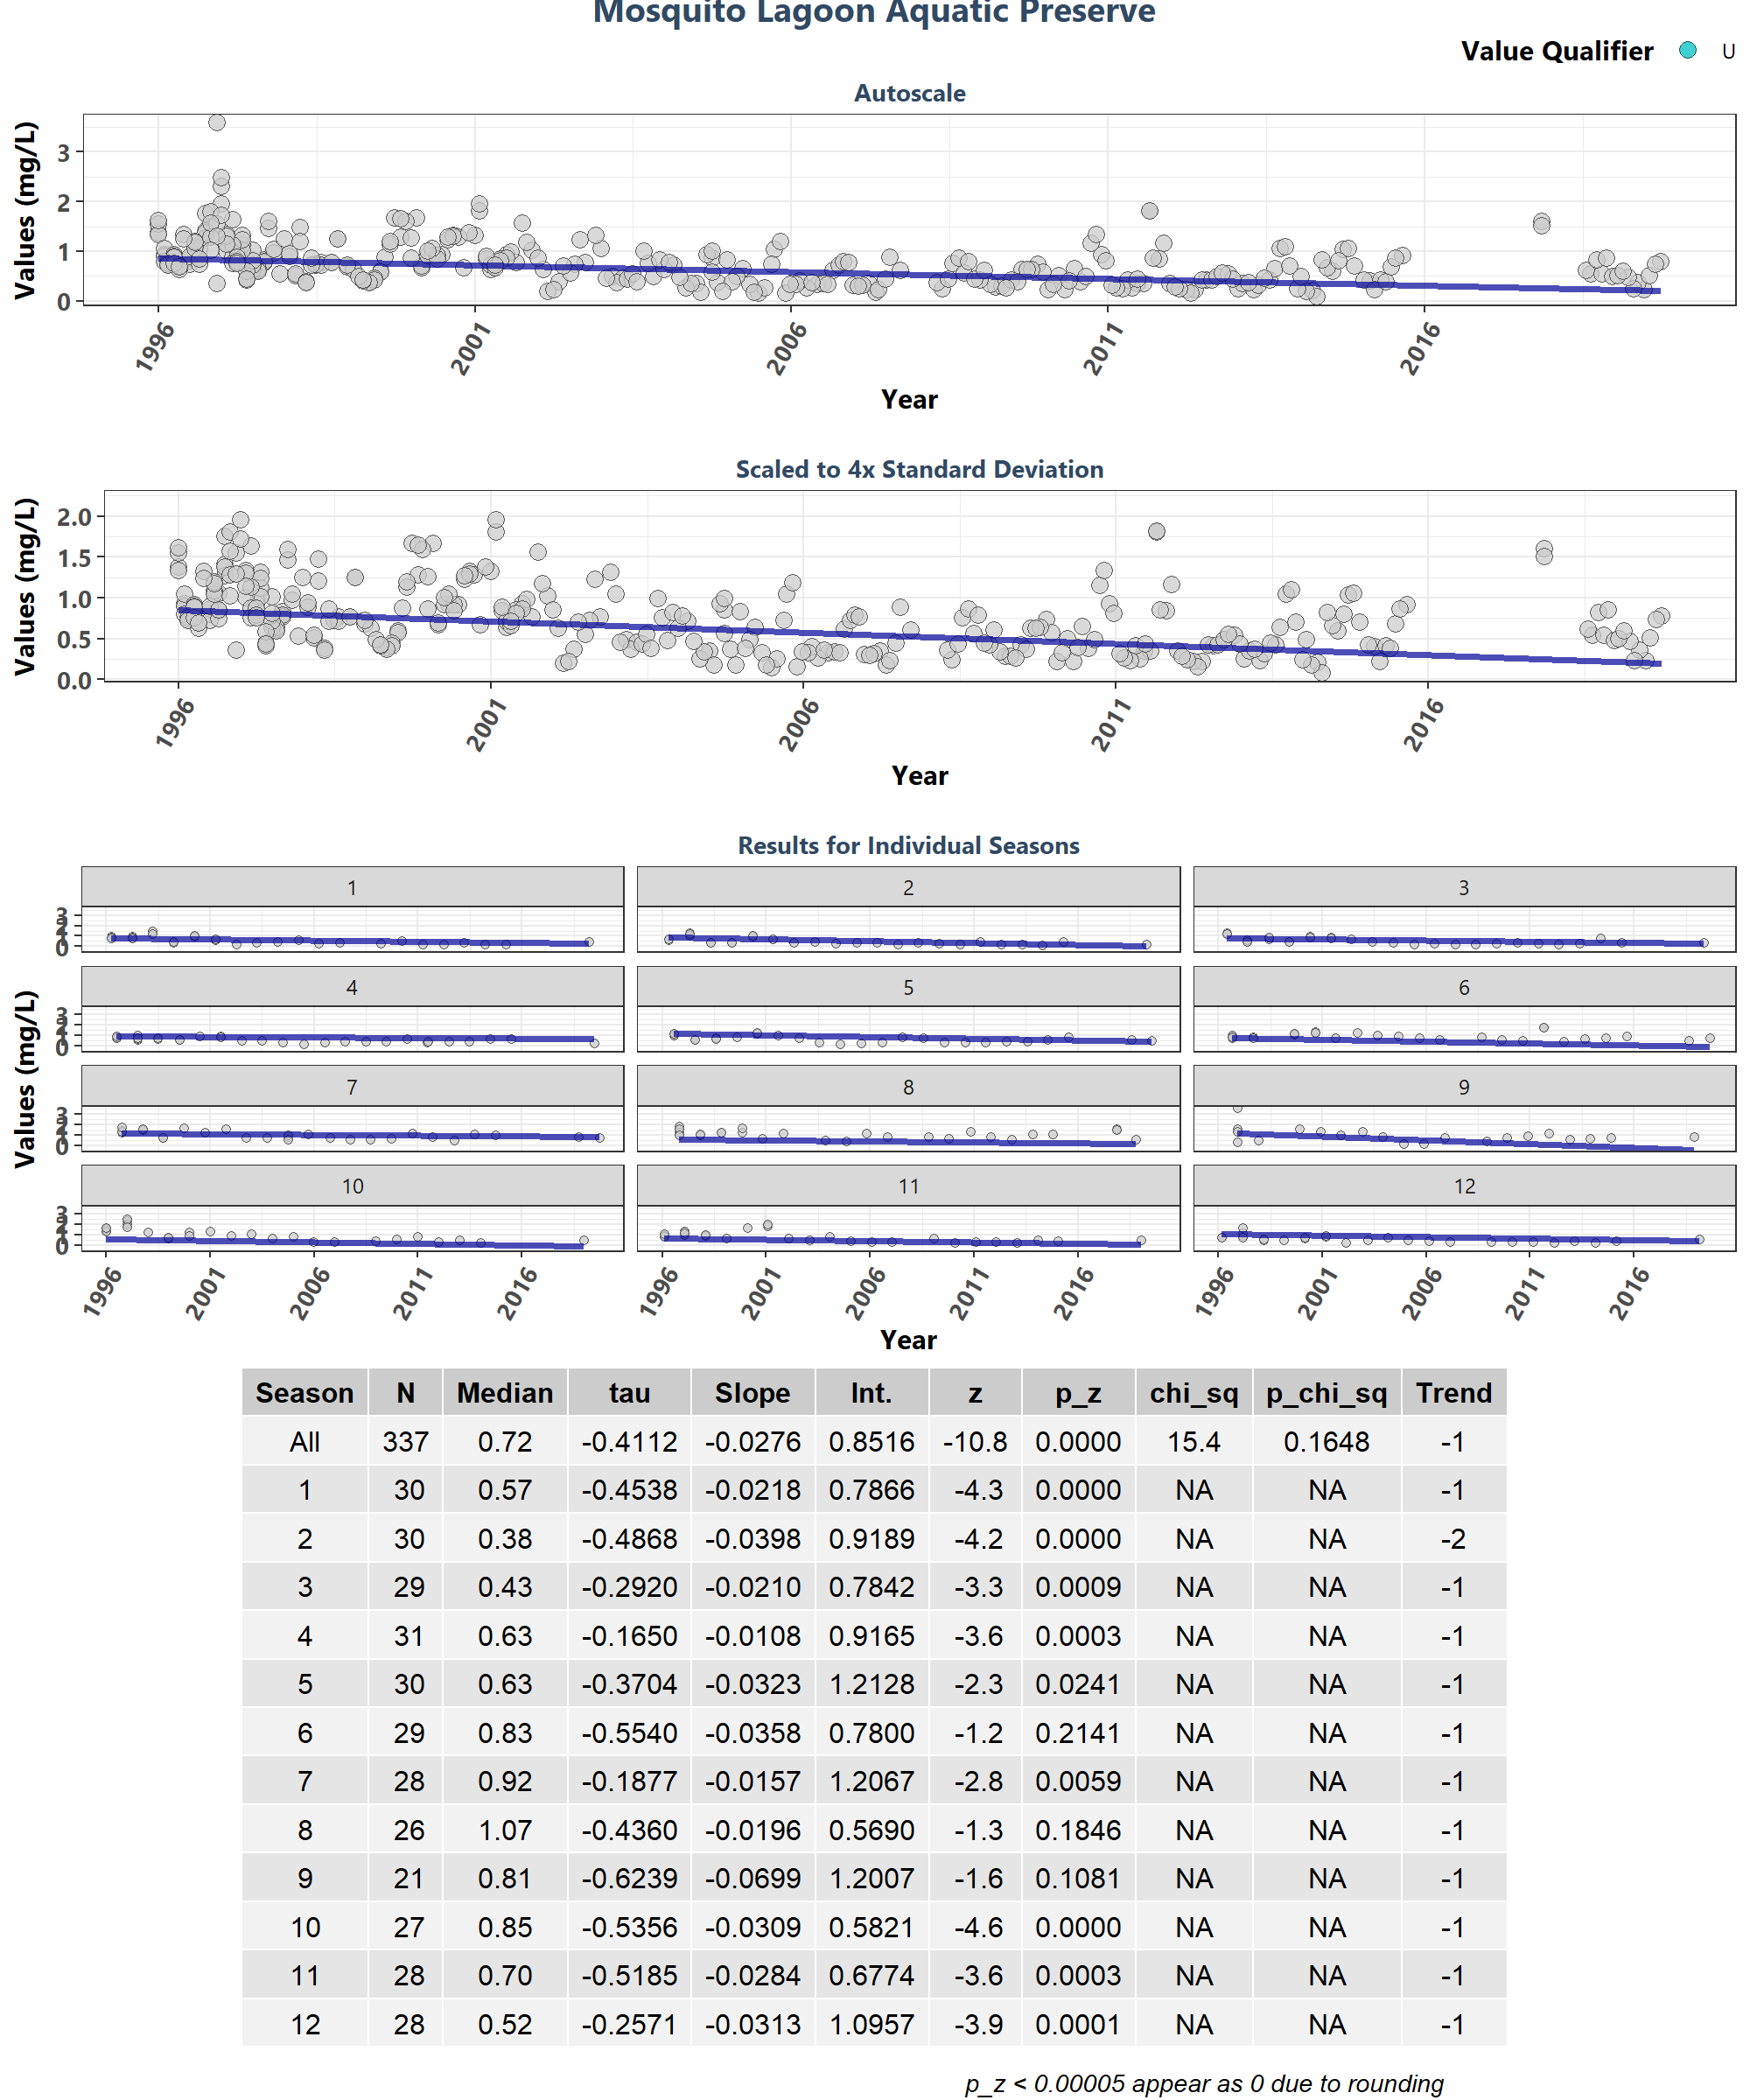 Mosquito Lagoon Aquatic Preserve
Value Qualifier U
Autoscale
Values (mg/L)
3
2
1
0
1996 2001 2006 2011 2016
Year
Scaled to 4x Standard Deviation
Values (mg/L)
2.0
1.5
1.0
0.5
0.0
1996 2001 2006 2011 2016
Year
Results for Individual Seasons
Values (mg/L)
1 2 3
3
2
1
0
4 5 6
3
2
1
0
7 8 9
3
2
1
0
10 11 12
3
2
1
0
1996 2001 2006 2011 2016 1996 2001 2006 2011 2016 1996 2001 2006 2011 2016
Year
Season N Median tau Slope Int. z p_z chi_sq p_chi_sq Trend
All 337 0.72 -0.4112 -0.0276 0.8516 -10.8 0.0000 15.4 0.1648 -1
1 30 0.57 -0.4538 -0.0218 0.7866 -4.3 0.0000 NA NA -1
2 30 0.38 -0.4868 -0.0398 0.9189 -4.2 0.0000 NA NA -2
3 29 0.43 -0.2920 -0.0210 0.7842 -3.3 0.0009 NA NA -1
4 31 0.63 -0.1650 -0.0108 0.9165 -3.6 0.0003 NA NA -1
5 30 0.63 -0.3704 -0.0323 1.2128 -2.3 0.0241 NA NA -1
6 29 0.83 -0.5540 -0.0358 0.7800 -1.2 0.2141 NA NA -1
7 28 0.92 -0.1877 -0.0157 1.2067 -2.8 0.0059 NA NA -1
8 26 1.07 -0.4360 -0.0196 0.5690 -1.3 0.1846 NA NA -1
9 21 0.81 -0.6239 -0.0699 1.2007 -1.6 0.1081 NA NA -1
10 27 0.85 -0.5356 -0.0309 0.5821 -4.6 0.0000 NA NA -1
11 28 0.70 -0.5185 -0.0284 0.6774 -3.6 0.0003 NA NA -1
12 28 0.52 -0.2571 -0.0313 1.0957 -3.9 0.0001 NA NA -1
p_z < 0.00005 appear as 0 due to rounding